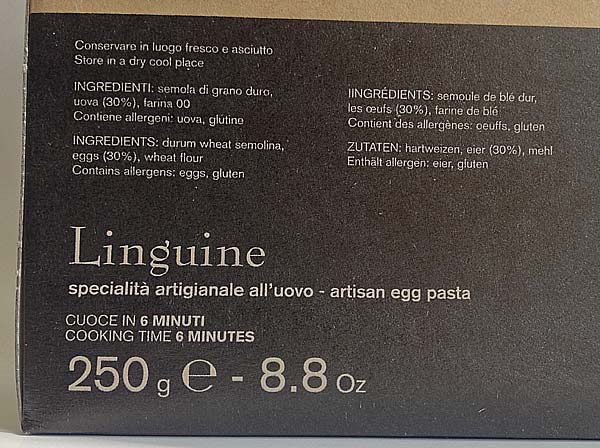 Conservare in luogo fresco e asciutto
Store in a dry cool place
INGREDIENTI: semola di grano duro,
uova (30%), farina 00
Contiene allergeni: uova, glutine
INGREDIENTS: durum wheat semolina,
eggs (30%), wheat flour
Contains allergens: eggs, gluten
IINGRÉDIENTS: semoule de blé dur,
les œufs (30%), farine de blé
Contient des allergènes: oeuffs, gluten
ZUTATEN: hartweizen, eier (30%), mehl
Enthält allergen: eier, gluten
Linguine
specialità artigianale all'uovo - artisan egg pasta
CUOCE IN 6 MINUTI
COOKING TIME 6 MINUTES
250 g ℮ - 8.8 Oz